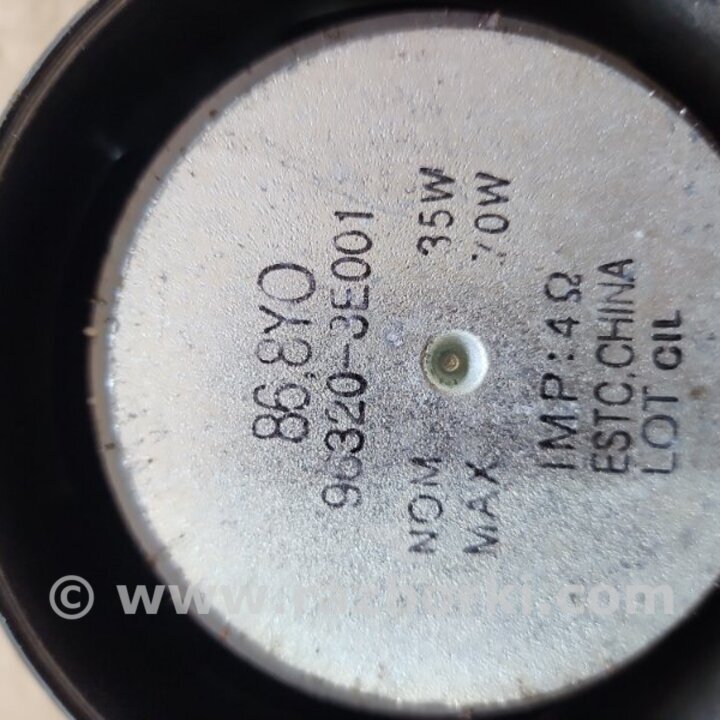 86,8YO
96320-3E001
NOM 35W
MAX 70W
IMP:4Ω
ESTC,CHINA
LOT CIL
© www.razborki.com